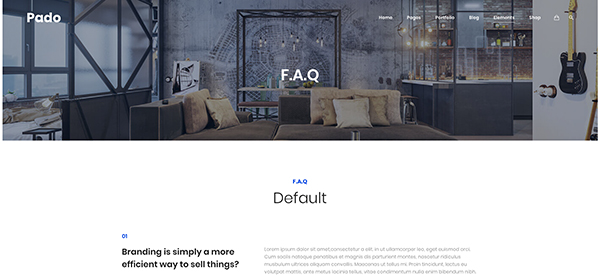 Pado
Home Pages Portfolio Blog Elements Shop
F.A.Q
F.A.Q
Default
01
Branding is simply a more
efficient way to sell things?
Lorem ipsum dolor sit amet,consectetur a elit. In ut ullamcorper leo, eget euismod orci.
Cum sociis natoque penatibus et magnis dis parturient montes, nascetur ridiculus
musbulum ultricies aliquam convallis. Maecenas ut tellus mi. Proin tincidunt, lectus eu
volutpat mattis, ante metus lacinia tellus, vitae condimentum nulla enim bibendum nibh.